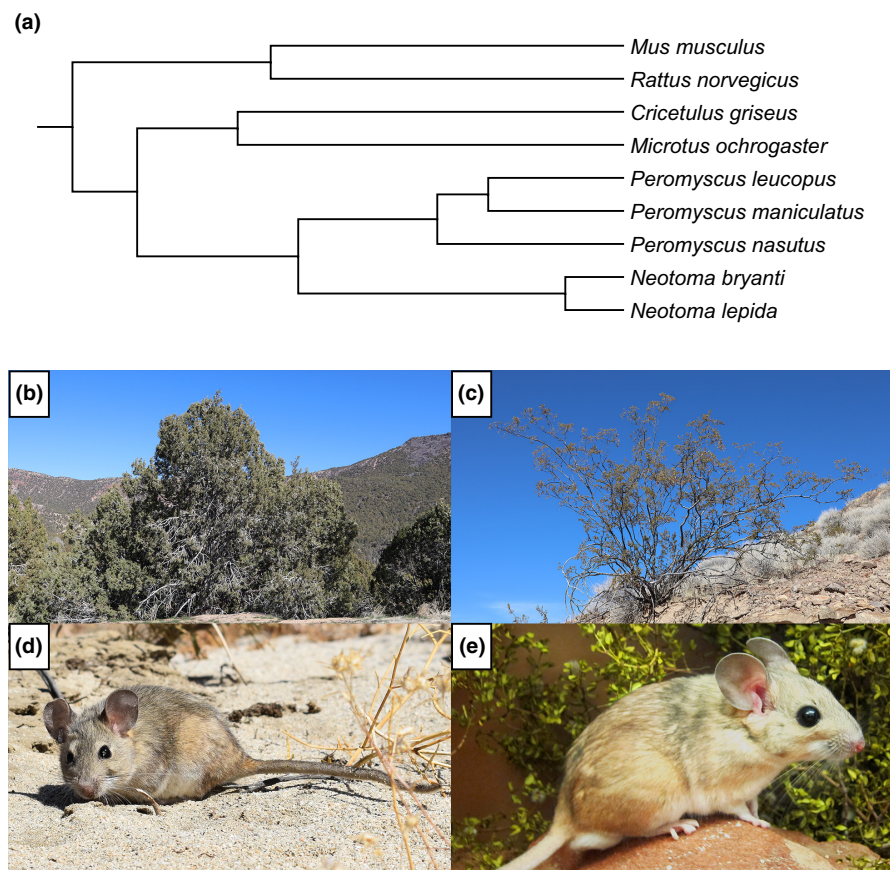 (a)
Mus musculus
Rattus norvegicus
Cricetulus griseus
Microtus ochrogaster
Peromyscus leucopus
Peromyscus maniculatus
Peromyscus nasutus
Neotoma bryanti
Neotoma lepida
(b)
(c)
(d)
(e)